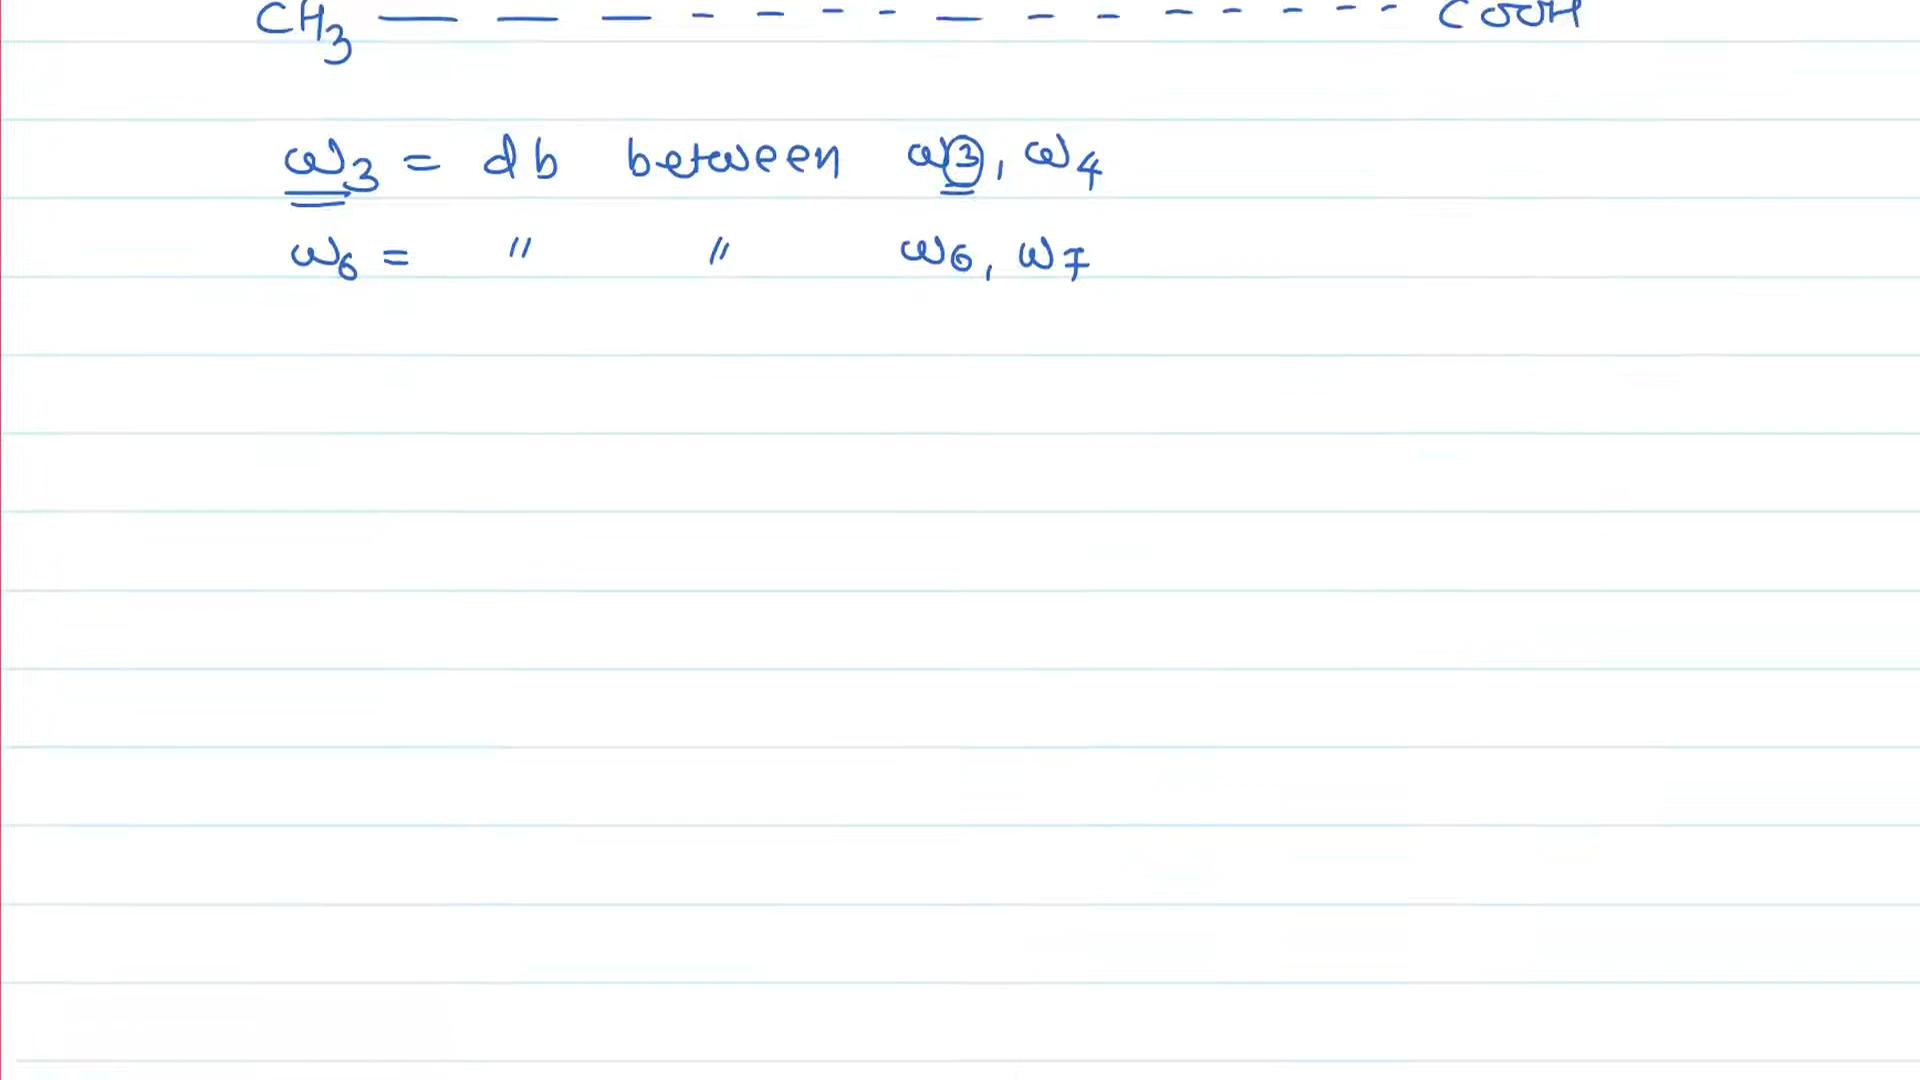 CH3 — — — - - - - — - - - - - - - COOH
ω3 = db between ω3, ω4
ω6 = " " ω6, ω7